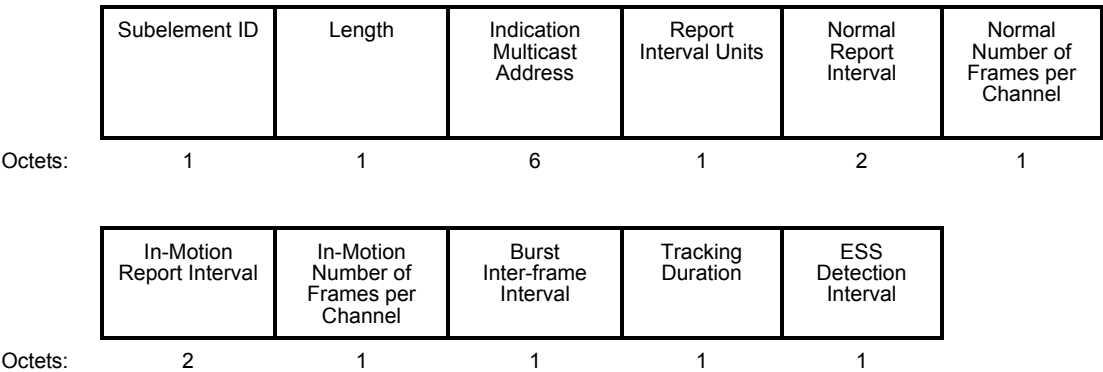 Subelement ID
Length
Indication
Multicast
Address
Report
Interval Units
Normal
Report
Interval
Normal
Number of
Frames per
Channel
Octets:
1
1
6
1
2
1
In-Motion
Report Interval
In-Motion
Number of
Frames per
Channel
Burst
Inter-frame
Interval
Tracking
Duration
ESS
Detection
Interval
Octets:
2
1
1
1
1